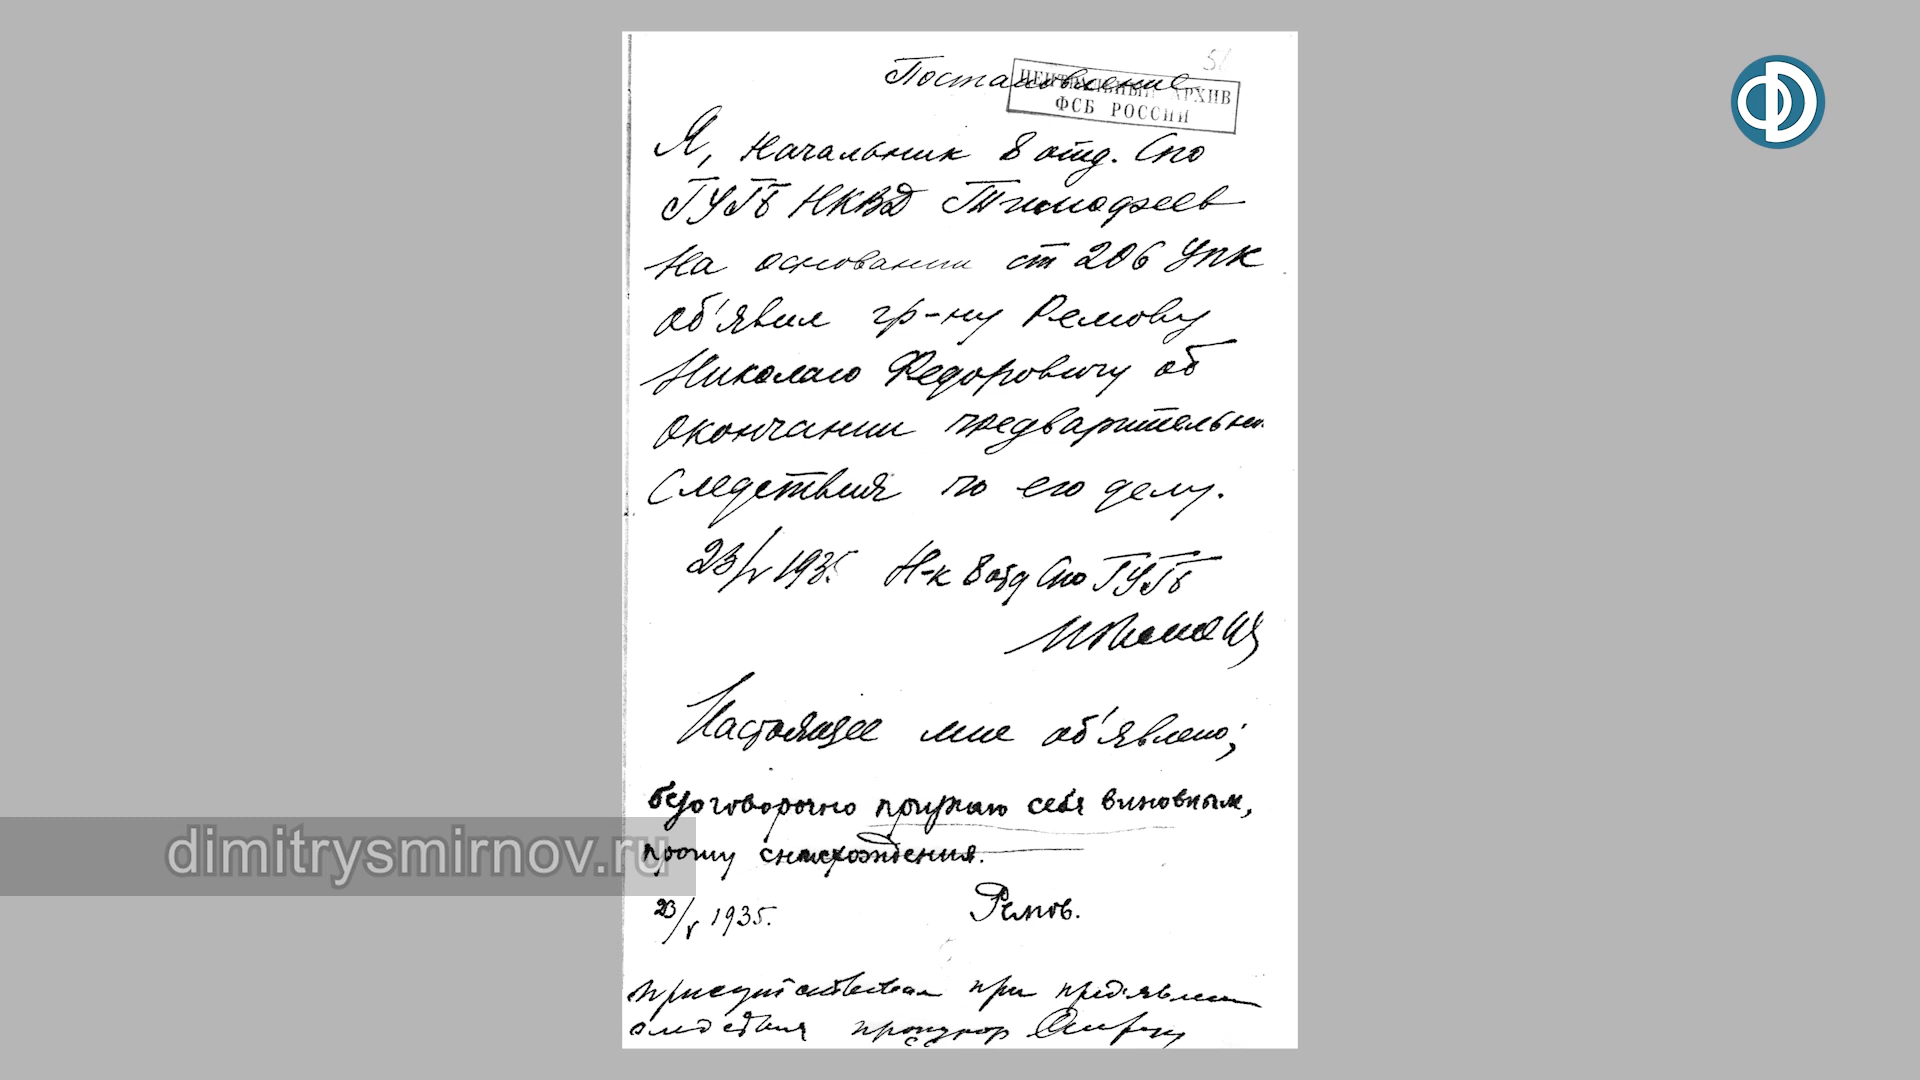 Постановление
ЦЕНТРАЛЬНЫЙ АРХИВ
ФСБ РОССИИ
Я, Начальник 8 отд. Спо
ГУГБ НКВД Тимофеев
На основании ст 206 УПК
об'явил гр-ну Ремову
Николаю Федоровичу об
окончании предварительн.
Следствия по его делу.
23/V 1935. Н-к 8 отд Спо ГУГБ
Настоящее мне об'явлено;
безоговорочно признаю себя виновным,
прошу снисхождения.
dimitrysmirnov.ru
23/V 1935. Ремов.
присутствовал при пред'явлении
следствия прокурор